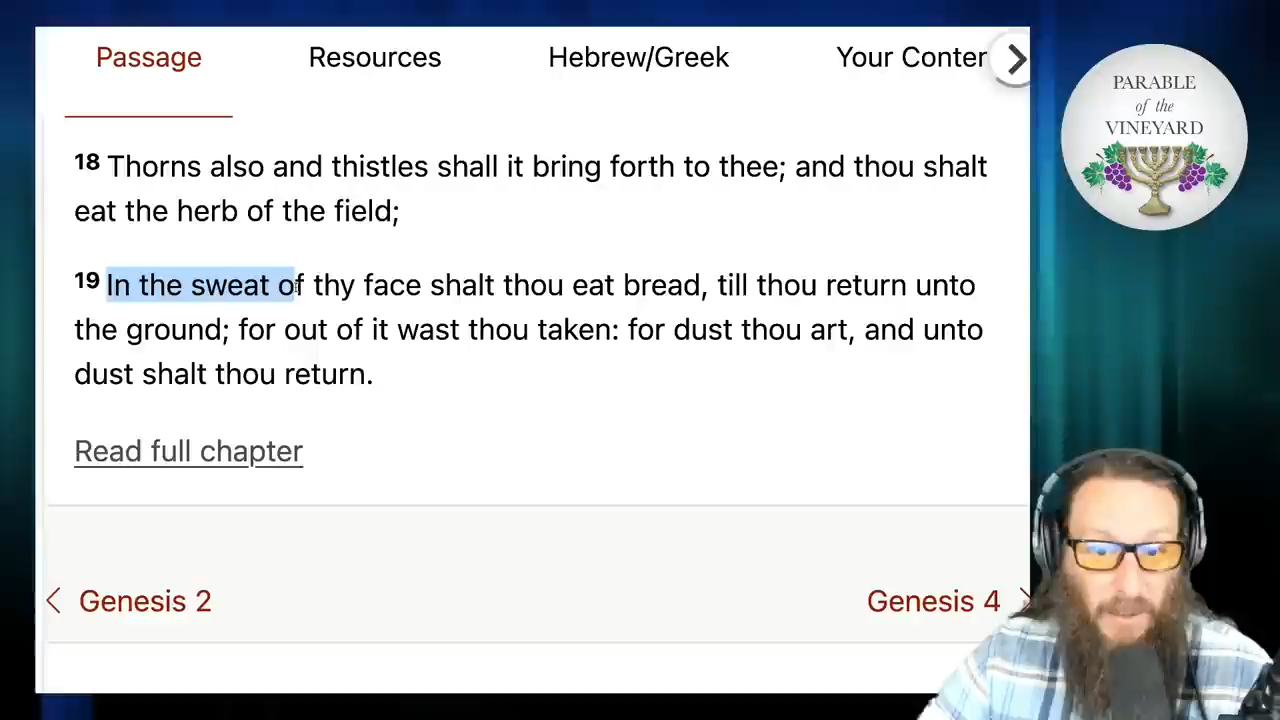 Passage
Resources
Hebrew/Greek
Your Conten
PARABLE
of the
VINEYARD
18 Thorns also and thistles shall it bring forth to thee; and thou shalt
eat the herb of the field;
19 In the sweat of thy face shalt thou eat bread, till thou return unto
the ground; for out of it wast thou taken: for dust thou art, and unto
dust shalt thou return.
Read full chapter
Genesis 2
Genesis 4